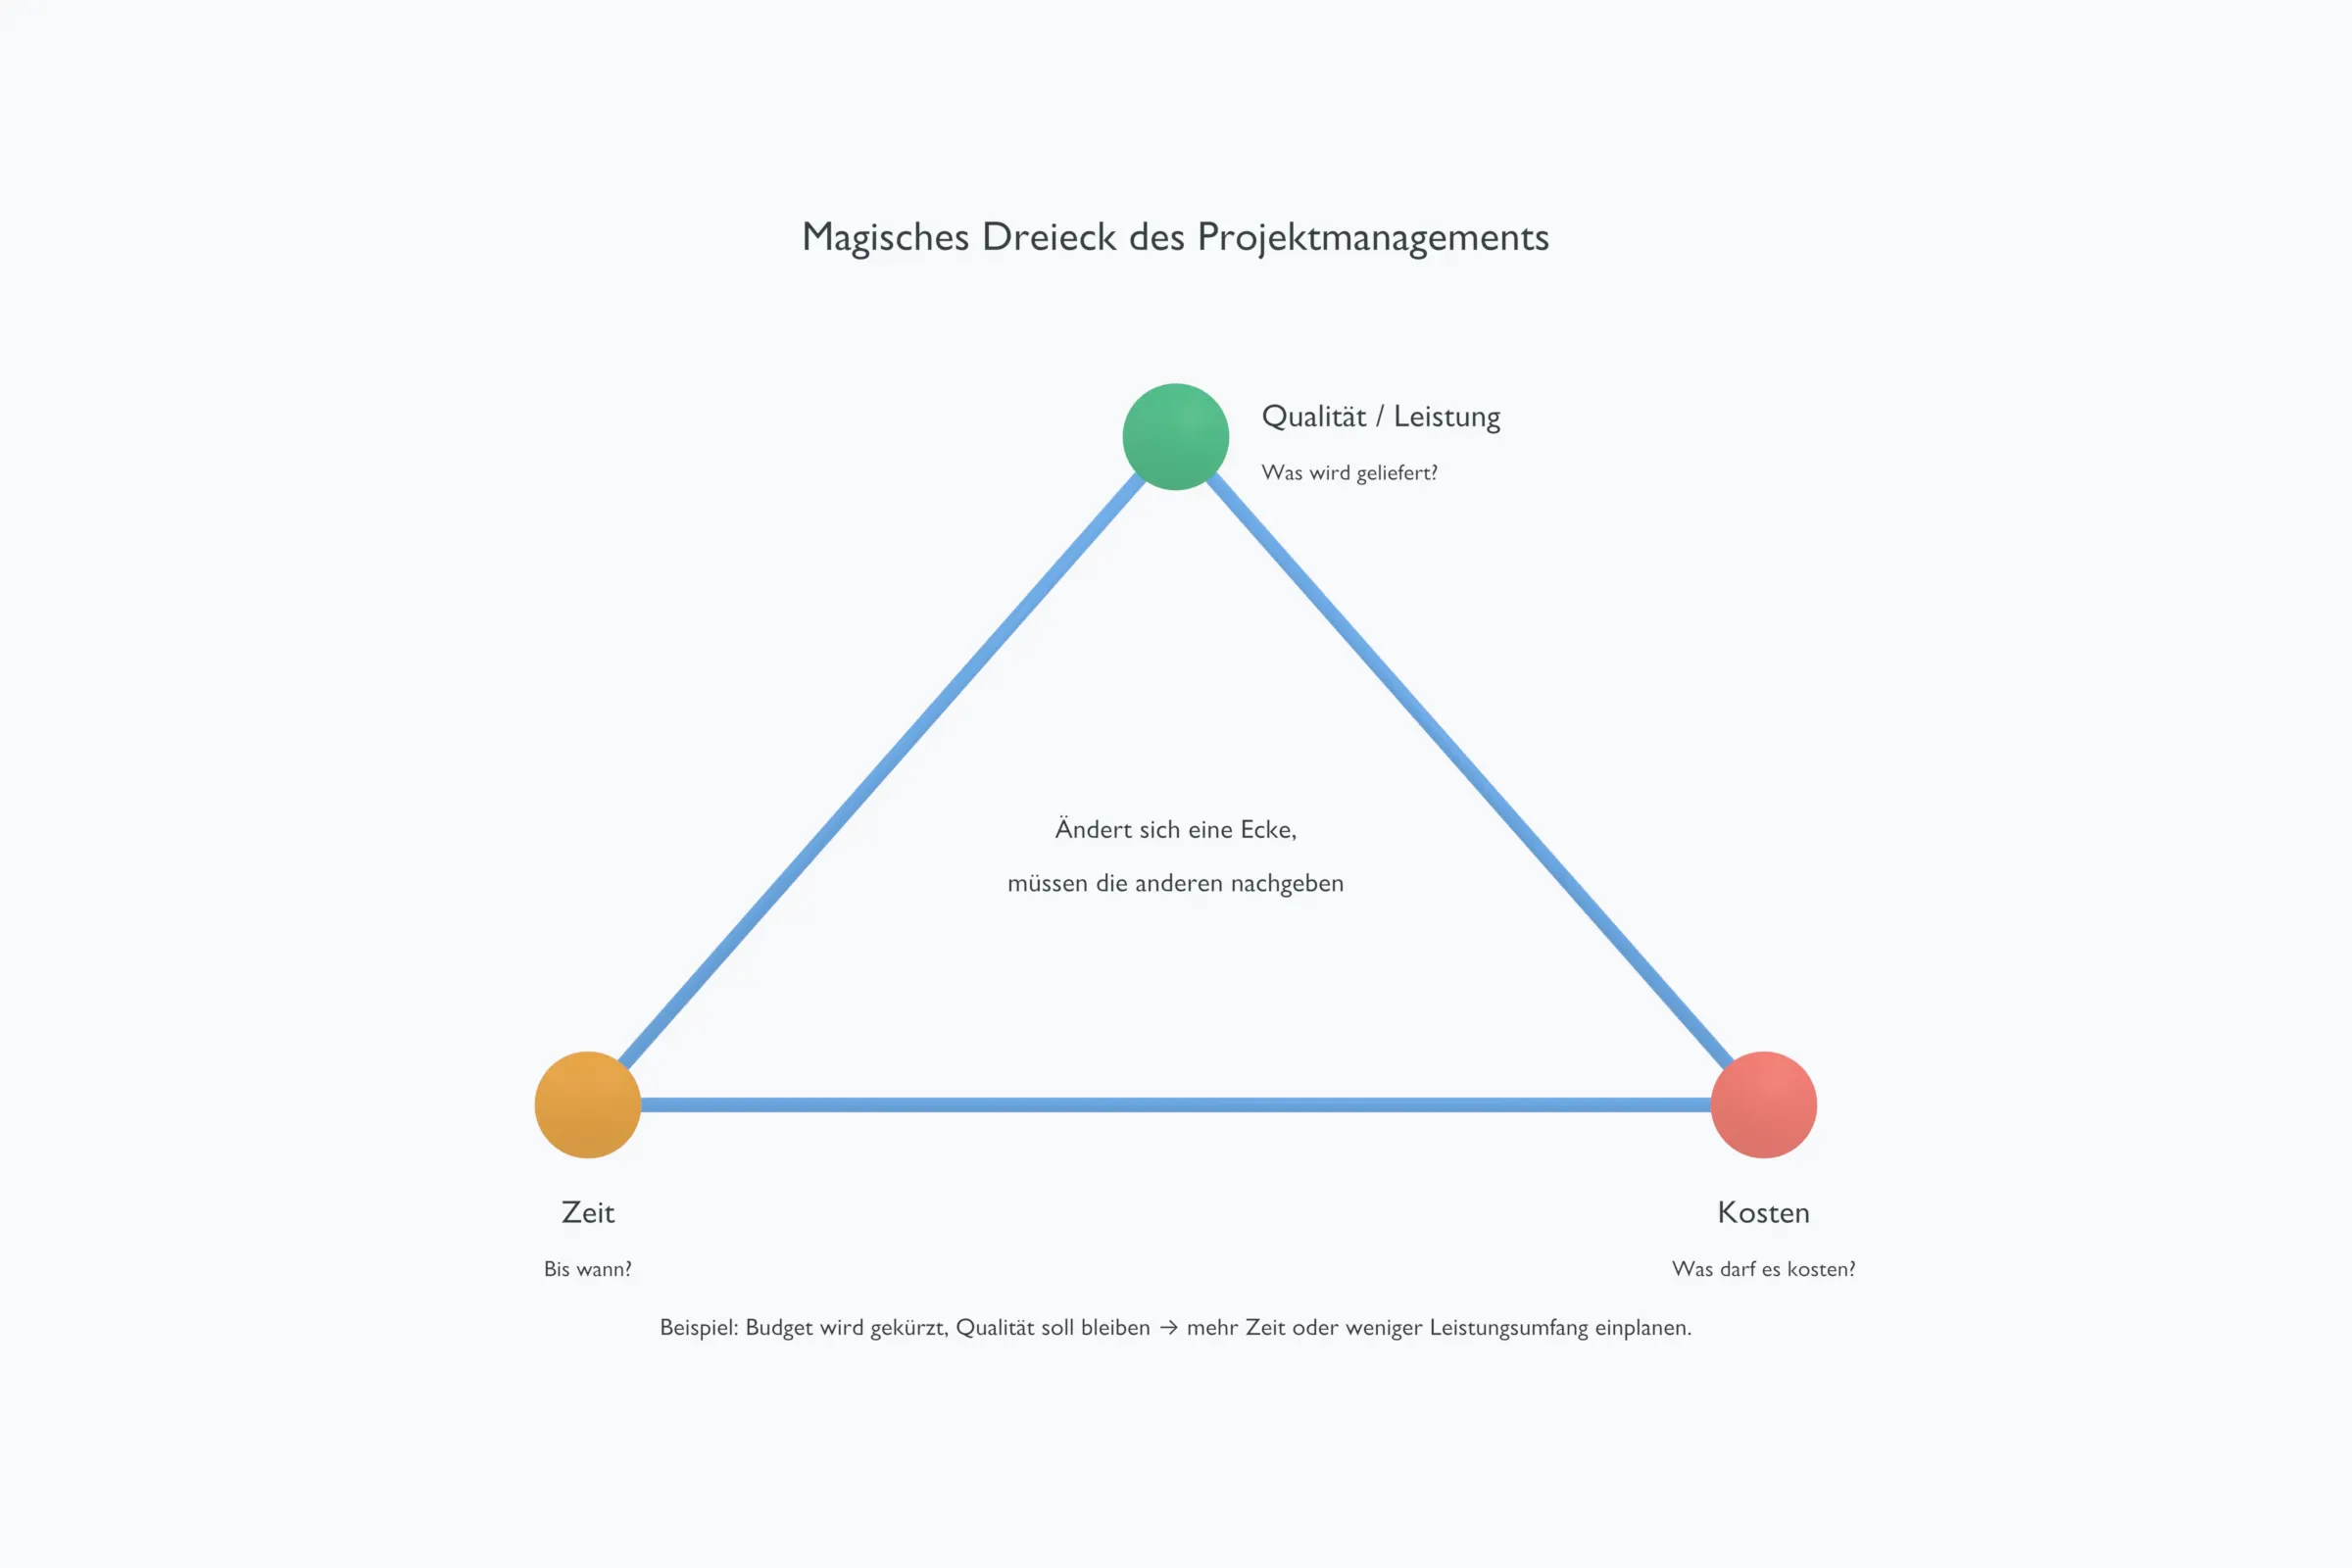 Magisches Dreieck des Projektmanagements
Qualität / Leistung
Was wird geliefert?
Ändert sich eine Ecke,
müssen die anderen nachgeben
Zeit
Bis wann?
Kosten
Was darf es kosten?
Beispiel: Budget wird gekürzt, Qualität soll bleiben → mehr Zeit oder weniger Leistungsumfang einplanen.